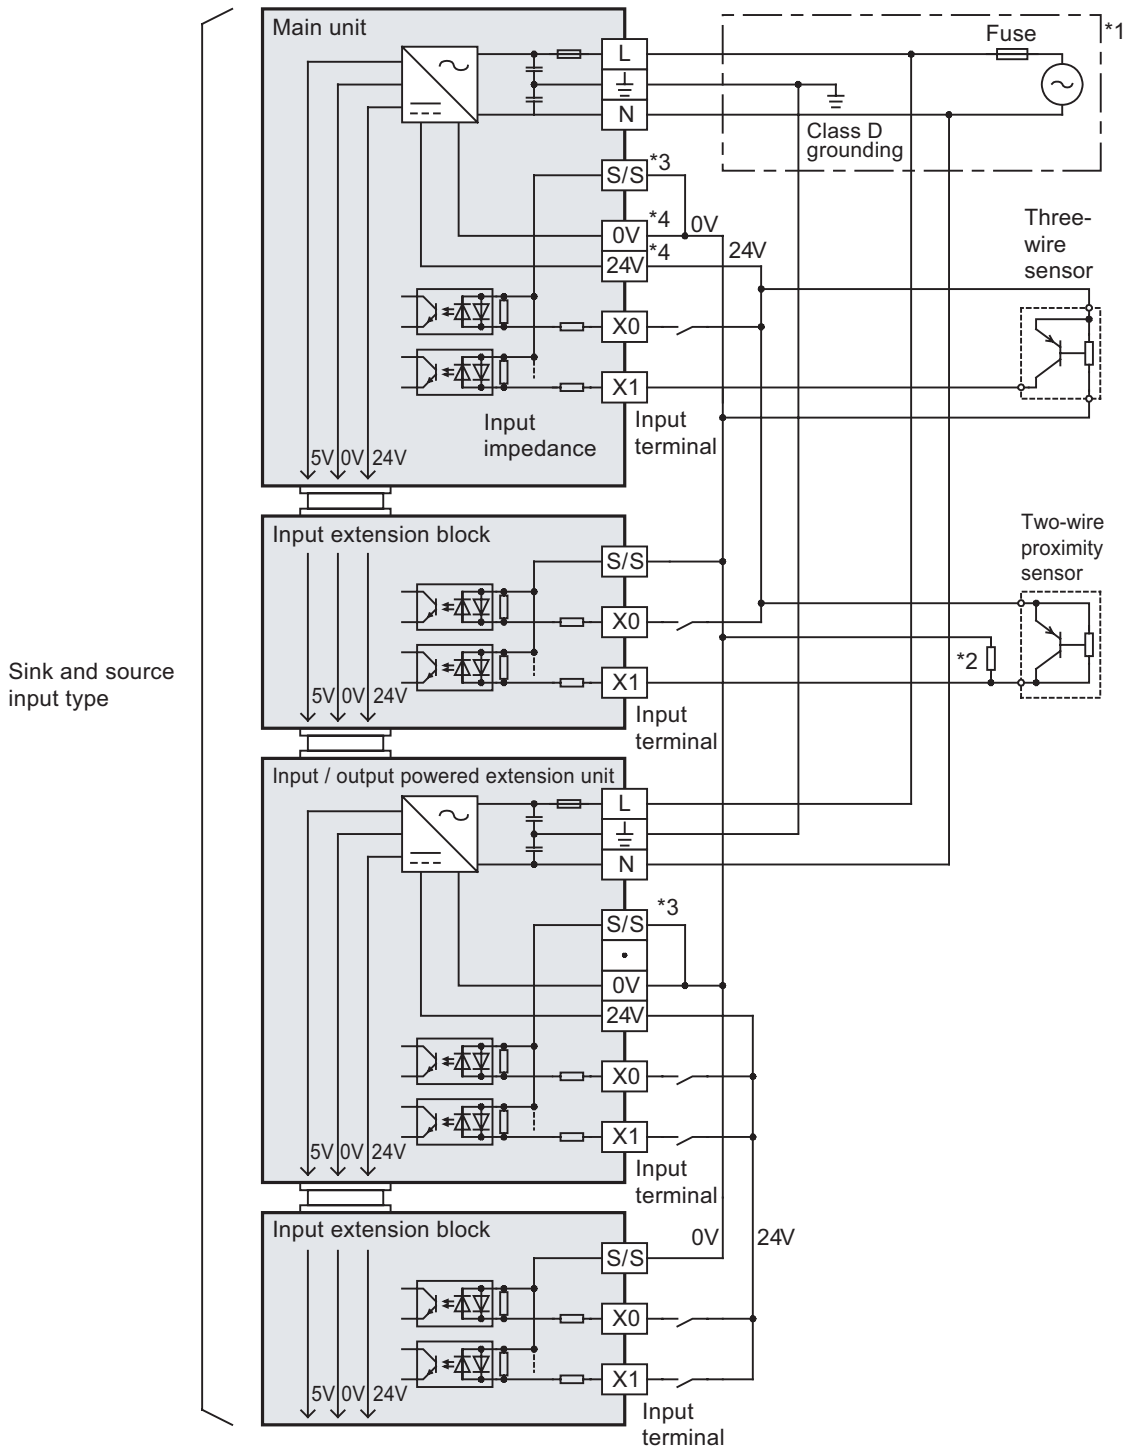 Main unit
L
N
Fuse
*1
Class D
grounding
S/S
*3
0V
*4
0V
24V
*4
24V
X0
X1
Three-
wire
sensor
Input
impedance
Input
terminal
5V
0V
24V
Input extension block
S/S
X0
X1
Two-wire
proximity
sensor
*2
5V
0V
24V
Input
terminal
Sink and source
input type
Input / output powered extension unit
L
N
S/S
*3
0V
24V
X0
X1
5V
0V
24V
Input
terminal
Input extension block
S/S
0V
24V
X0
X1
5V
0V
24V
Input
terminal